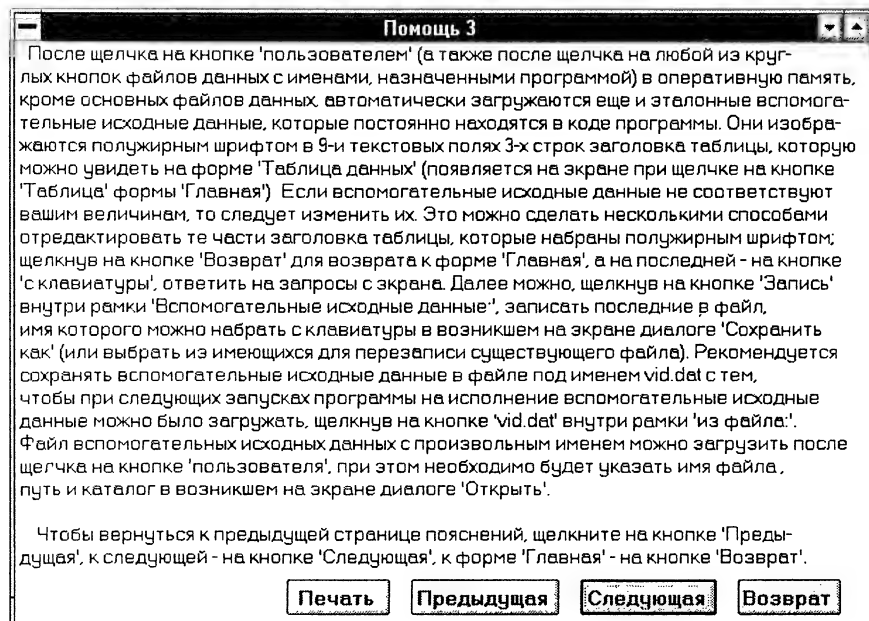 Помощь 3
После щелчка на кнопке 'пользователем' (а также после щелчка на любой из круг-
лых кнопок файлов данных с именами, назначенными программой) в оперативную память,
кроме основных файлов данных, автоматически загружаются еще и эталонные вспомога-
тельные исходные данные, которые постоянно находятся в коде программы. Они изобра-
жаются полужирным шрифтом в 9-и текстовых полях 3-х строк заголовка таблицы, которую
можно увидеть на форме 'Таблица данных' (появляется на экране при щелчке на кнопке
'Таблица' формы 'Главная') Если вспомогательные исходные данные не соответствуют
вашим величинам, то следует изменить их. Это можно сделать несколькими способами
отредактировать те части заголовка таблицы, которые набраны полужирным шрифтом;
щелкнув на кнопке 'Возврат' для возврата к форме 'Главная', а на последней - на кнопке
'с клавиатуры', ответить на запросы с экрана. Далее можно, щелкнув на кнопке 'Запись'
внутри рамки 'Вспомогательные исходные данные:', записать последние в файл,
имя которого можно набрать с клавиатуры в возникшем на экране диалоге 'Сохранить
как' (или выбрать из имеющихся для перезаписи существующего файла). Рекомендуется
сохранять вспомогательные исходные данные в файле под именем vid.dat с тем,
чтобы при следующих запусках программы на исполнение вспомогательные исходные
данные можно было загружать, щелкнув на кнопке 'vid.dat' внутри рамки 'из файла:'.
Файл вспомогательных исходных данных с произвольным именем можно загрузить после
щелчка на кнопке 'пользователя', при этом необходимо будет указать имя файла,
путь и каталог в возникшем на экране диалоге 'Открыть'.
Чтобы вернуться к предыдущей странице пояснений, щелкните на кнопке 'Преды-
дущая', к следующей - на кнопке 'Следующая', к форме 'Главная' - на кнопке 'Возврат'.
Печать Предыдущая Следующая Возврат